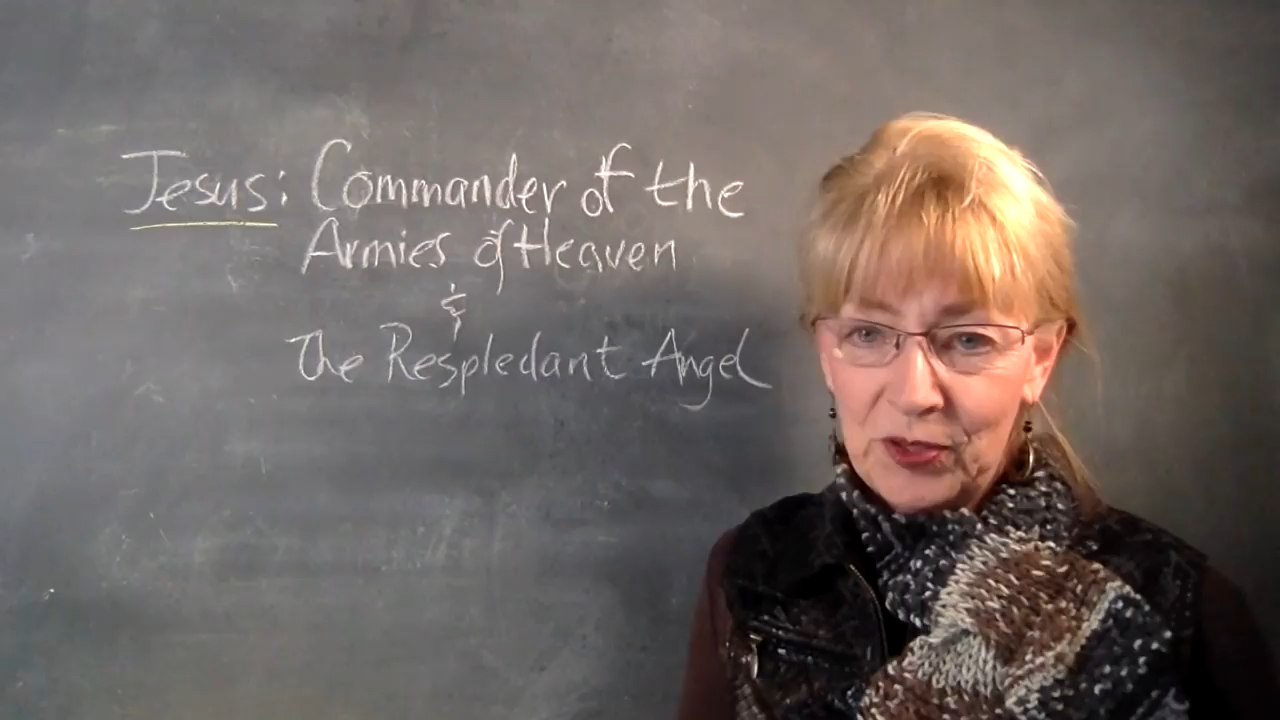 Jesus: Commander of the
Armies of Heaven
&
The Respledant Angel